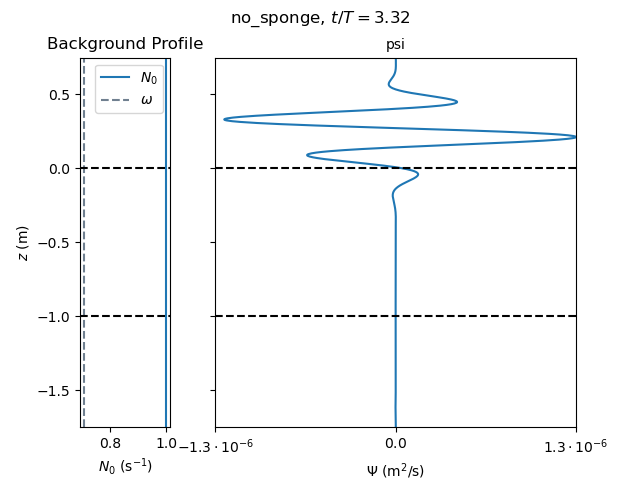 no_sponge, t/T = 3.32
Background Profile
psi
N₀
ω
0.5
0.0
−0.5
−1.0
−1.5
z (m)
0.8
1.0
N₀ (s⁻¹)
−1.3 · 10⁻⁶
0.0
1.3 · 10⁻⁶
Ψ (m²/s)